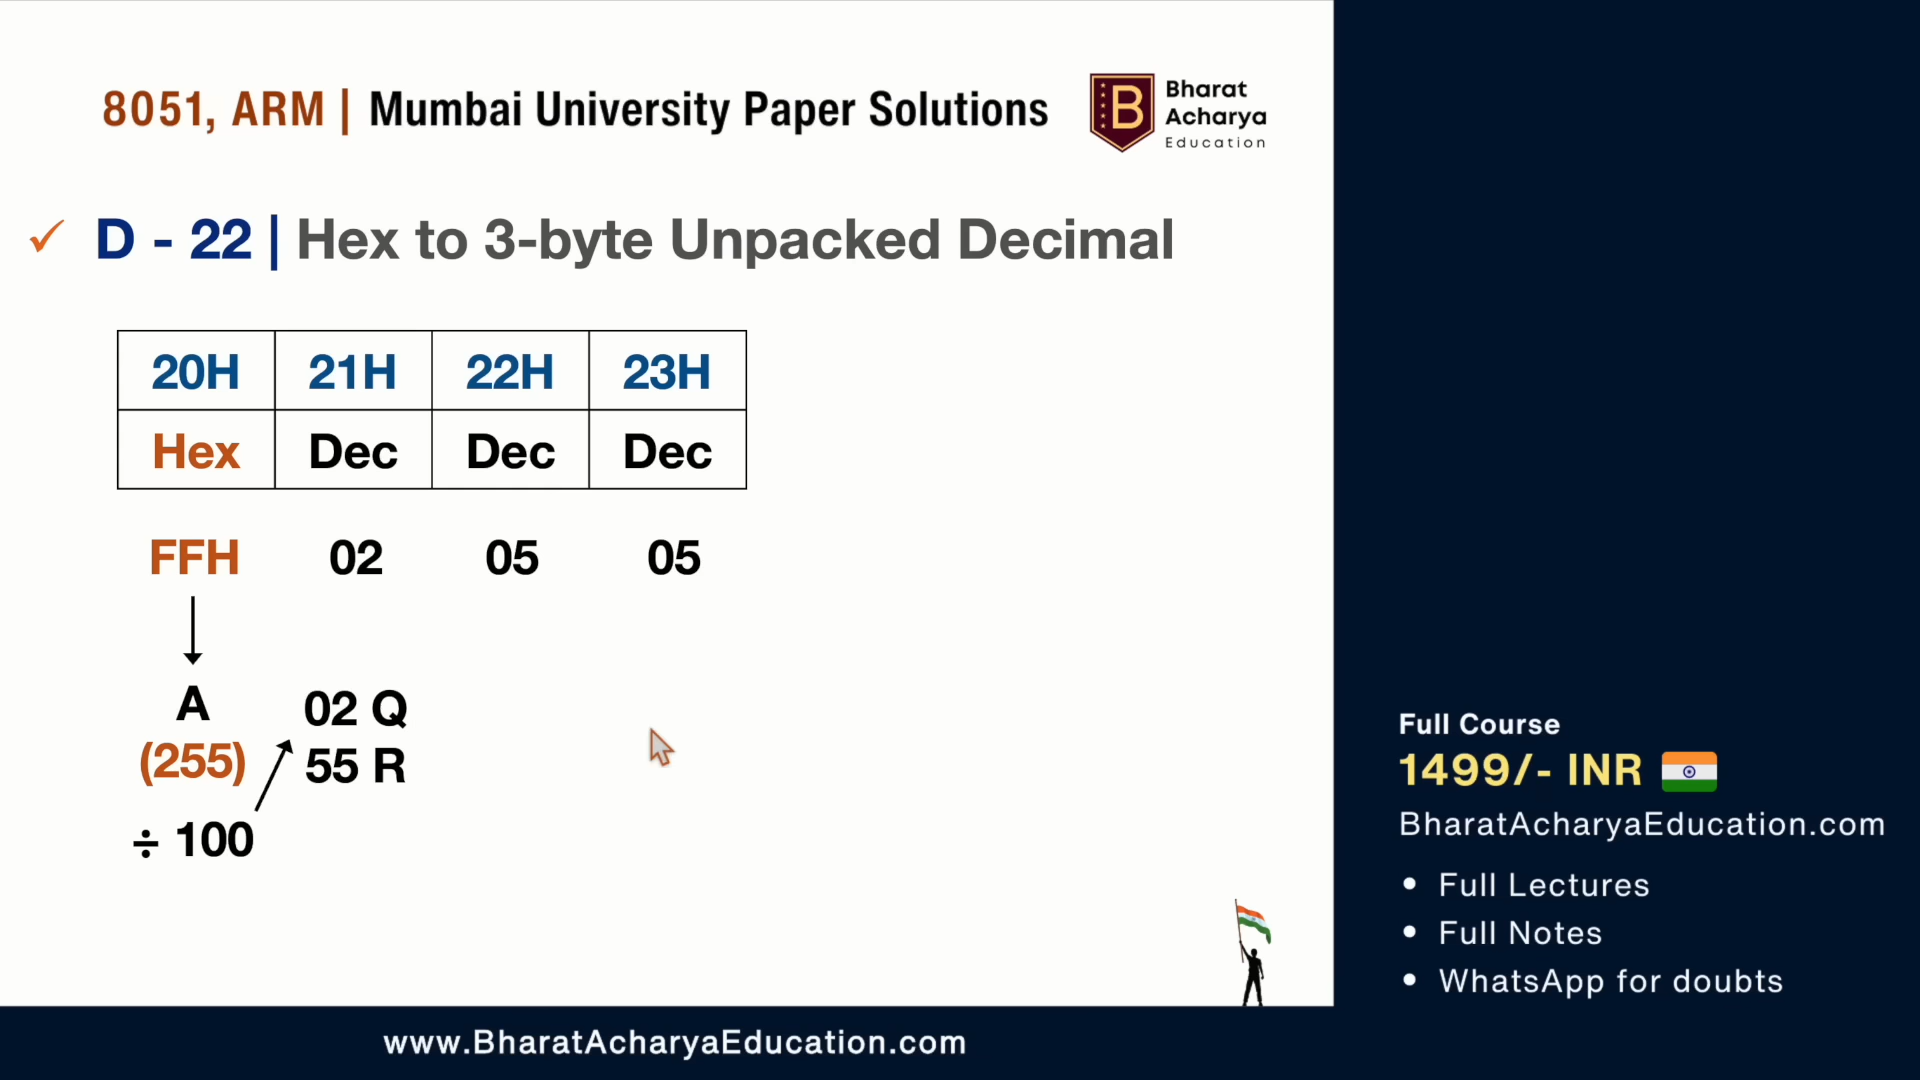 8051, ARM | Mumbai University Paper Solutions
B
Bharat
Acharya
Education
✓ D - 22 | Hex to 3-byte Unpacked Decimal
20H 21H 22H 23H
Hex Dec Dec Dec
FFH 02 05 05
A 02 Q
(255) 55 R
÷ 100
Full Course
1499/- INR
BharatAcharyaEducation.com
• Full Lectures
• Full Notes
• WhatsApp for doubts
www.BharatAcharyaEducation.com